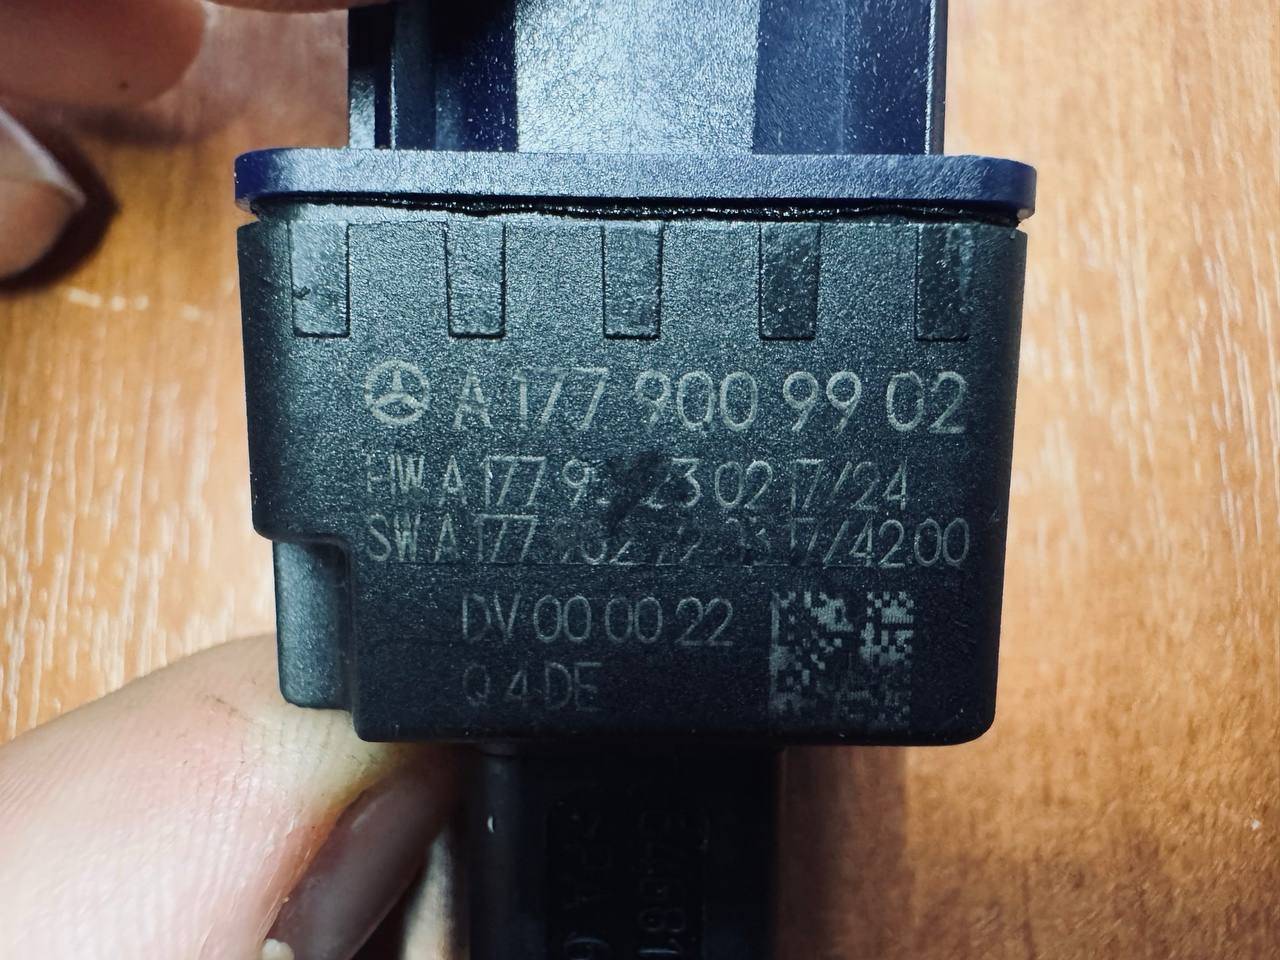 A 177 900 99 02
HW A 177 3 02 17/24
SW A 177 17/42 00
DV 00 00 22
Q 4 DE